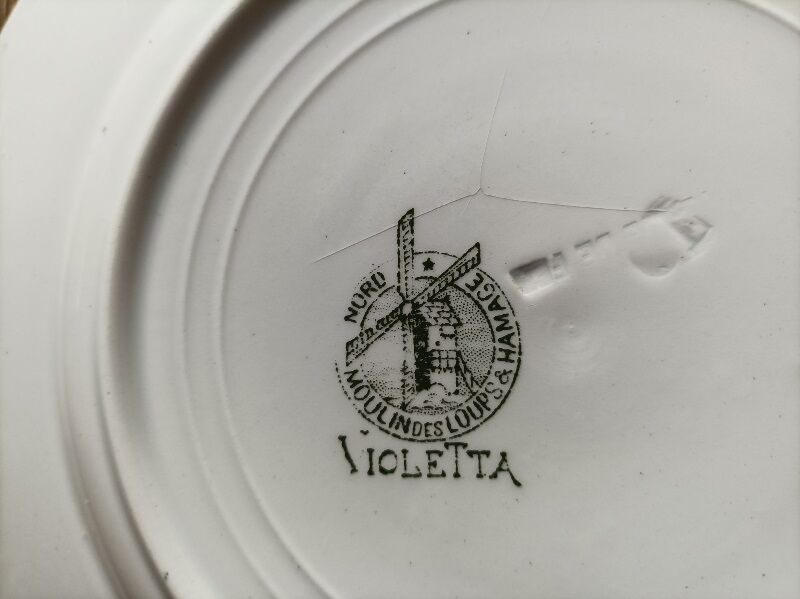 NORD
MOULIN DES LOUPS & HAMAGE
VIOLETTA